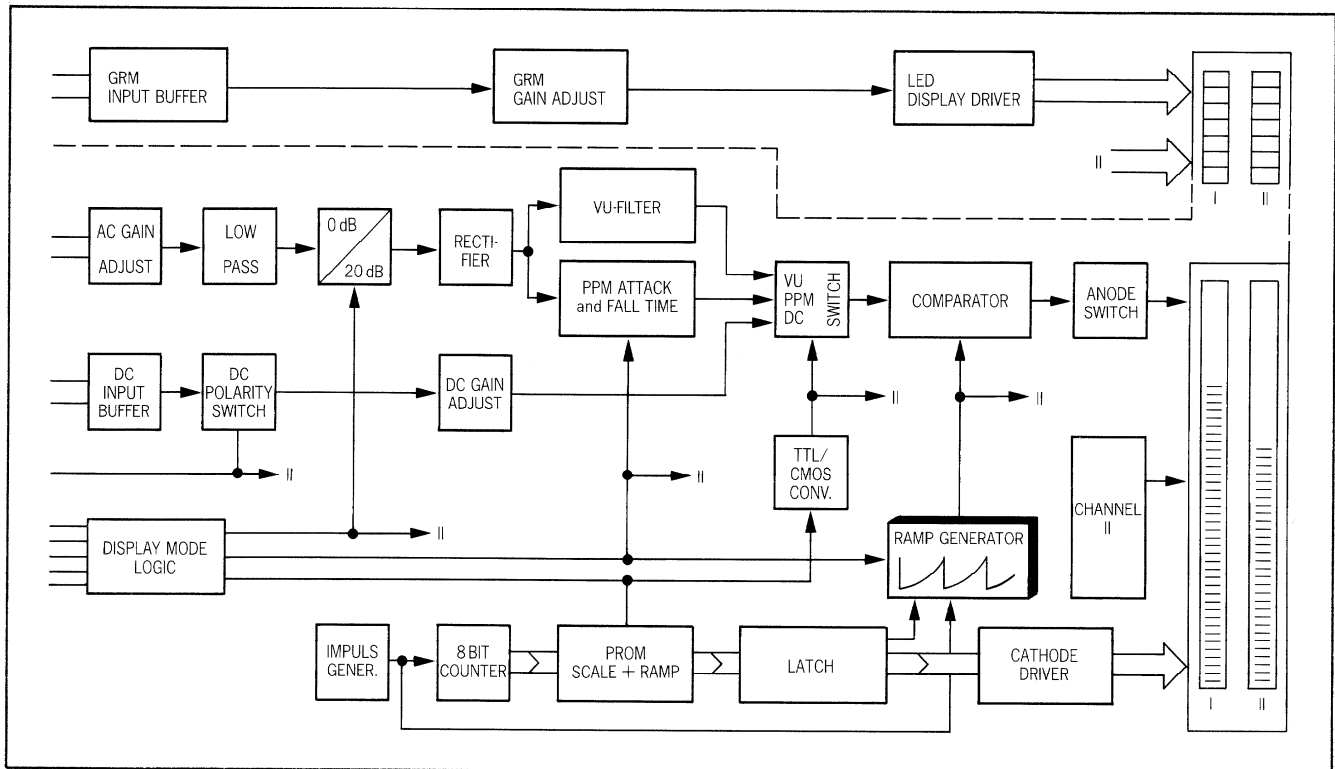 GRM
INPUT BUFFER
GRM
GAIN ADJUST
LED
DISPLAY DRIVER
II
I
II
AC GAIN
ADJUST
LOW
PASS
0 dB
20 dB
RECTI-
FIER
VU-FILTER
PPM ATTACK
and FALL TIME
VU
PPM
DC
SWITCH
COMPARATOR
ANODE
SWITCH
DC
INPUT
BUFFER
DC
POLARITY
SWITCH
DC GAIN
ADJUST
II
II
II
TTL/
CMOS
CONV.
II
II
CHANNEL
II
DISPLAY MODE
LOGIC
RAMP GENERATOR
IMPULS
GENER.
8 BIT
COUNTER
PROM
SCALE + RAMP
LATCH
CATHODE
DRIVER
I
II